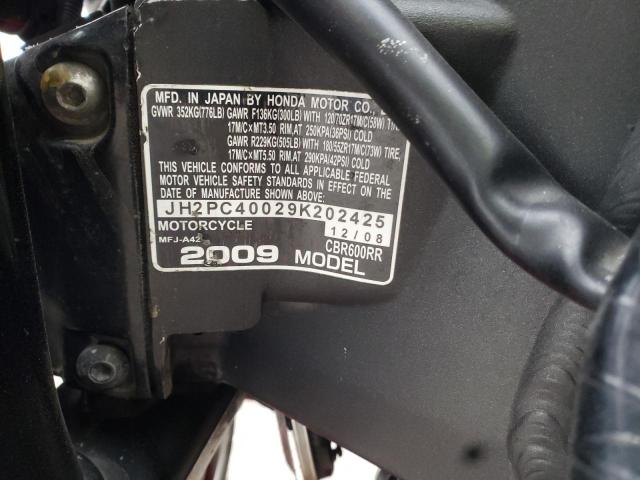 MFD. IN JAPAN BY HONDA MOTOR CO.,
GVWR 352KG(776LB) GAWR F136KG(300LB) WITH 12070ZR17M/C(58W) TIRE,
17M/C×MT3.50 RIM,AT 250KPA(36PSI) COLD
GAWR R229KG(505LB) WITH 180/55ZR17M/C(73W) TIRE,
17M/C×MT5.50 RIM,AT 290KPA(42PSI) COLD
THIS VEHICLE CONFORMS TO ALL APPLICABLE FEDERAL
MOTOR VEHICLE SAFETY STANDARDS IN EFFECT ON THE
DATE OF MANUFACTURE SHOWN ABOVE.
JH2PC40029K202425
MOTORCYCLE 12/08
MFJ-A42 CBR600RR
2009 MODEL